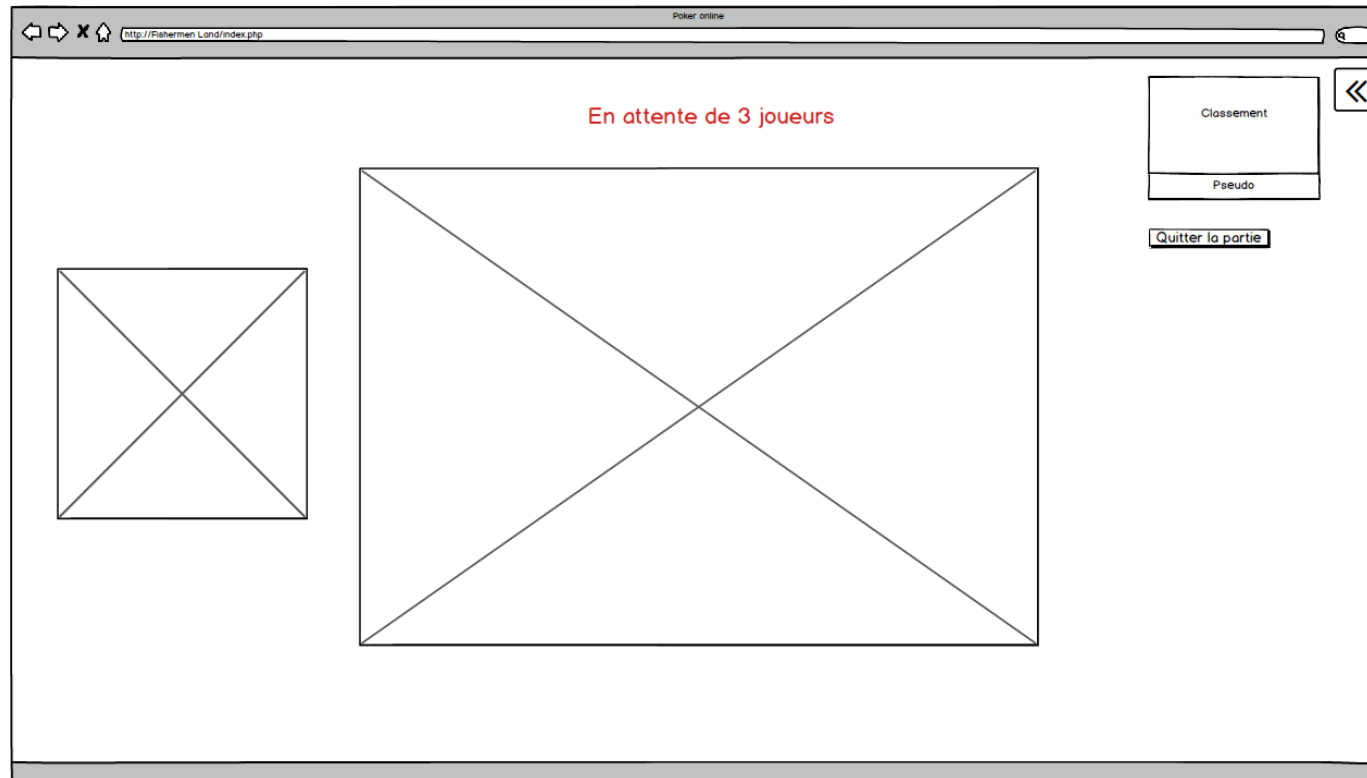 Poker online
http://Fishermen Land/index.php
En attente de 3 joueurs
Classement
Pseudo
Quitter la partie